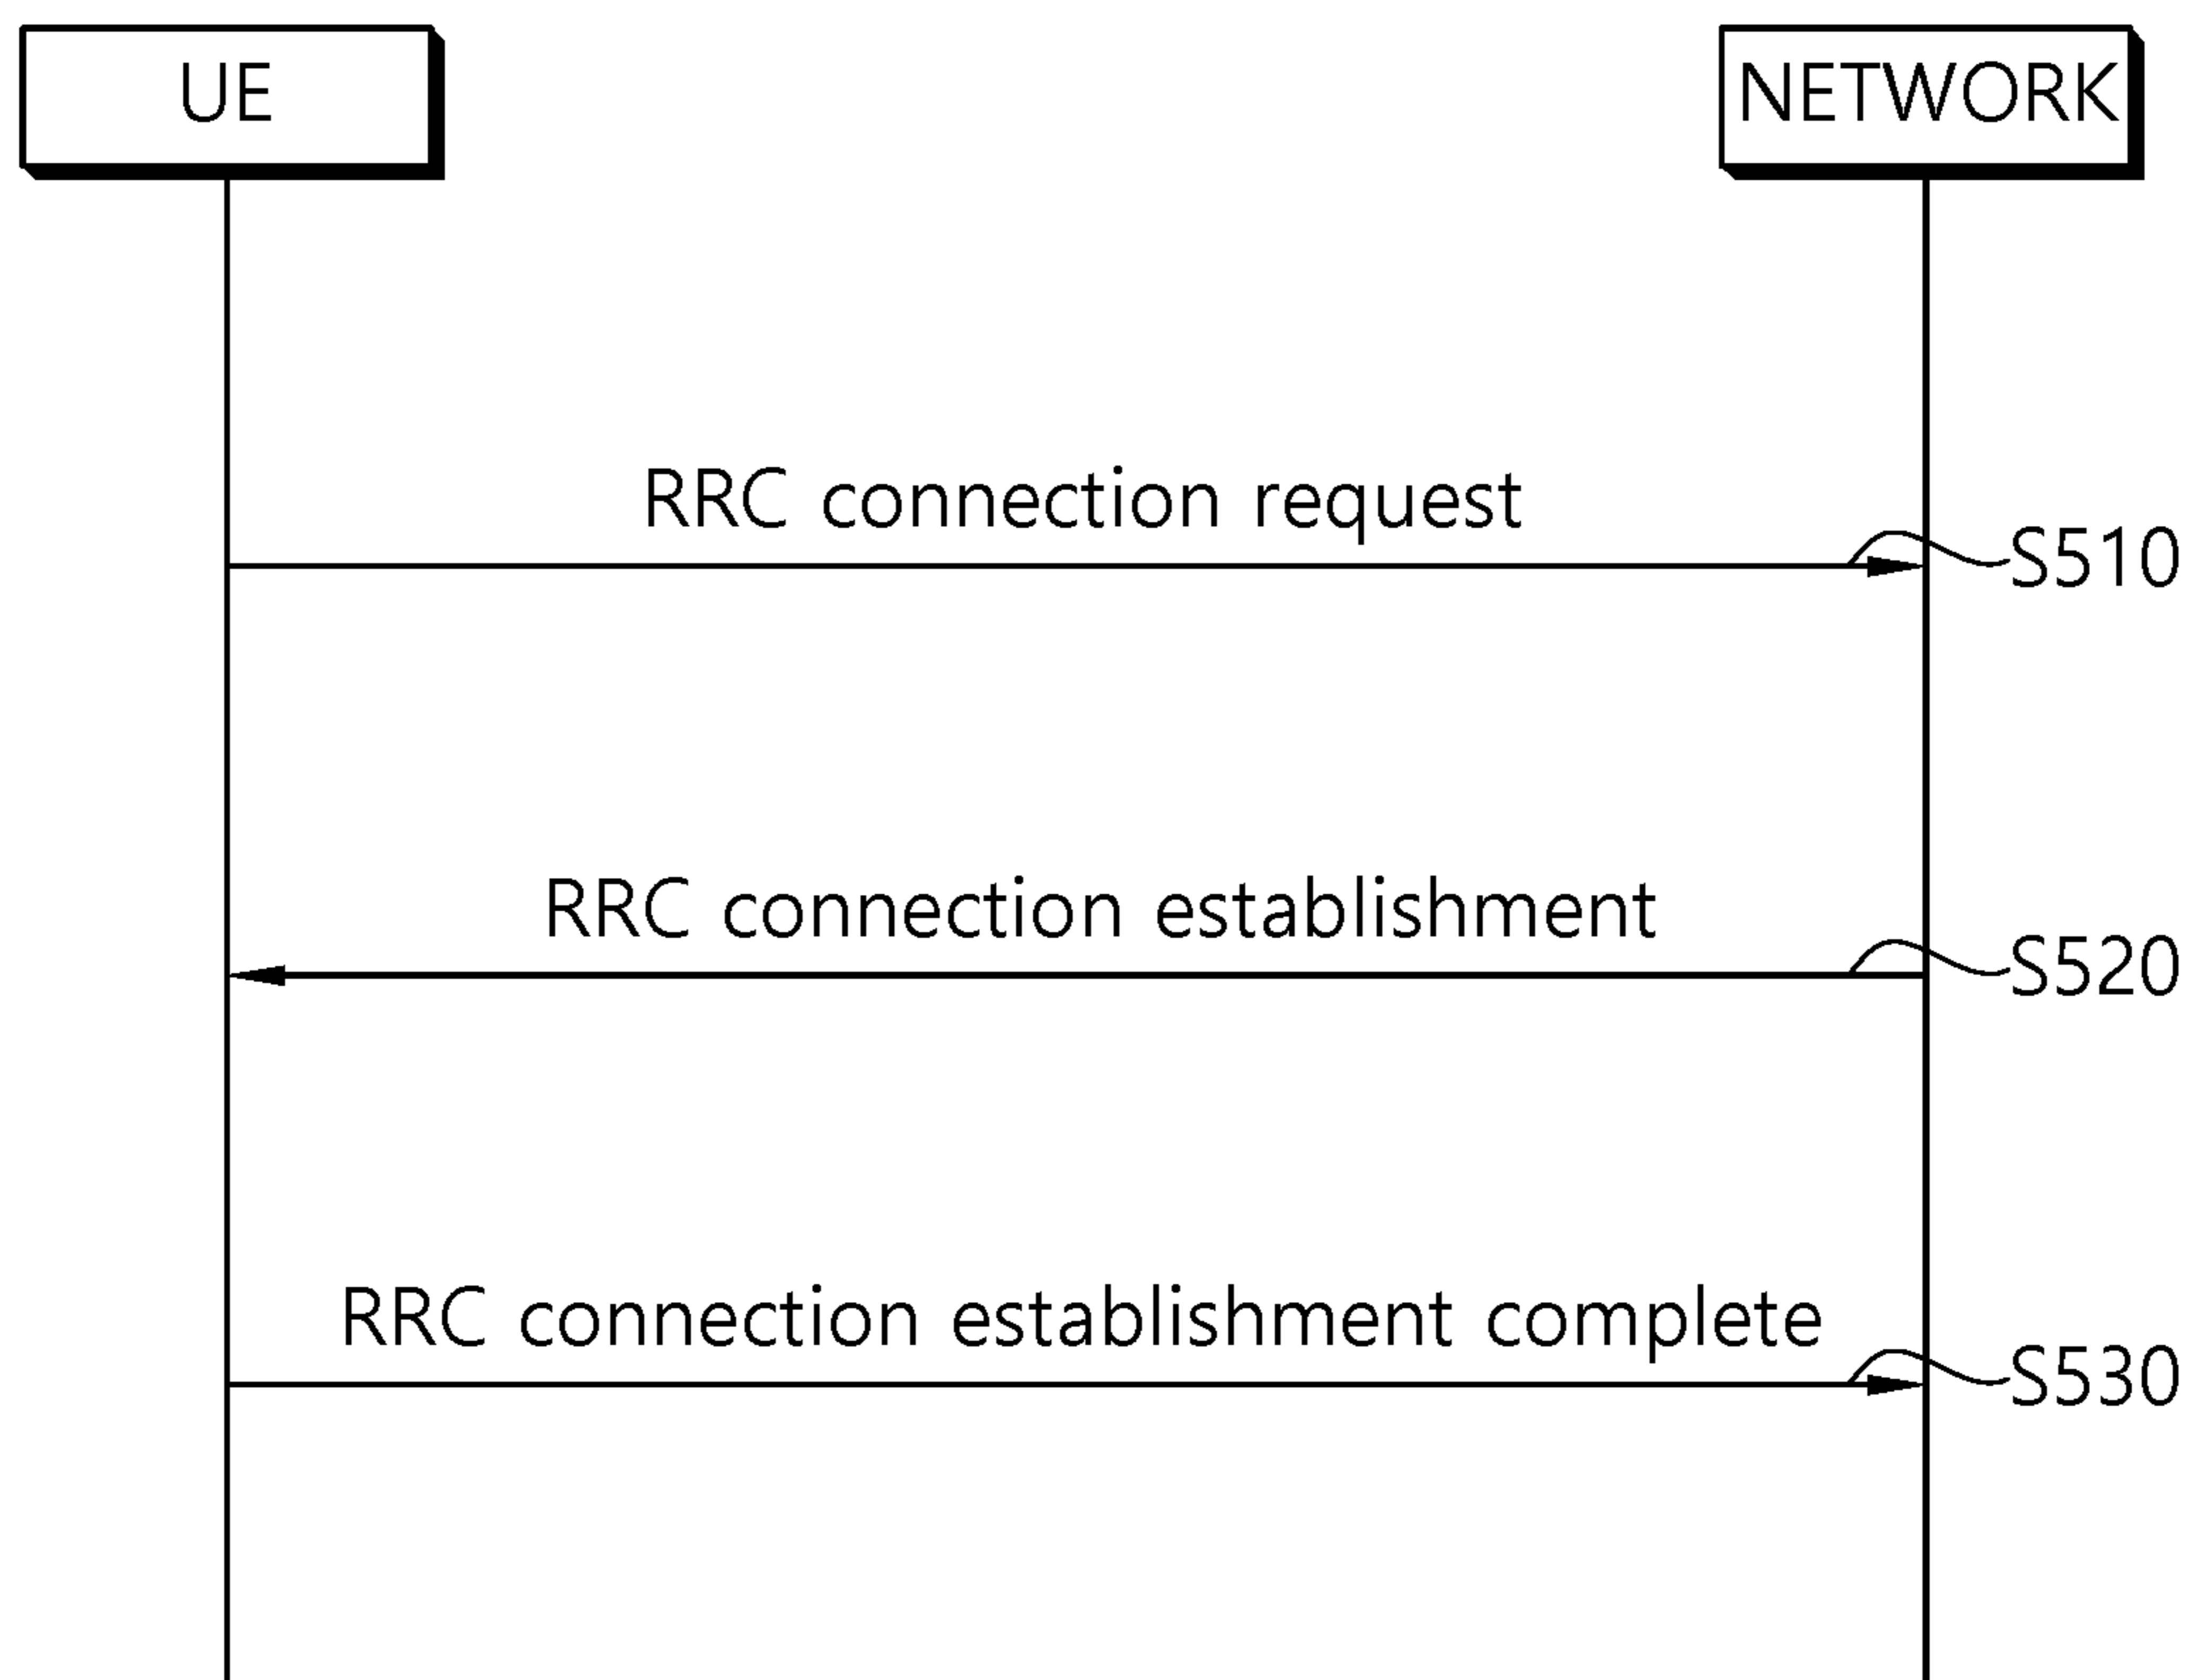 UE
NETWORK
RRC connection request
S510
RRC connection establishment
S520
RRC connection establishment complete
S530